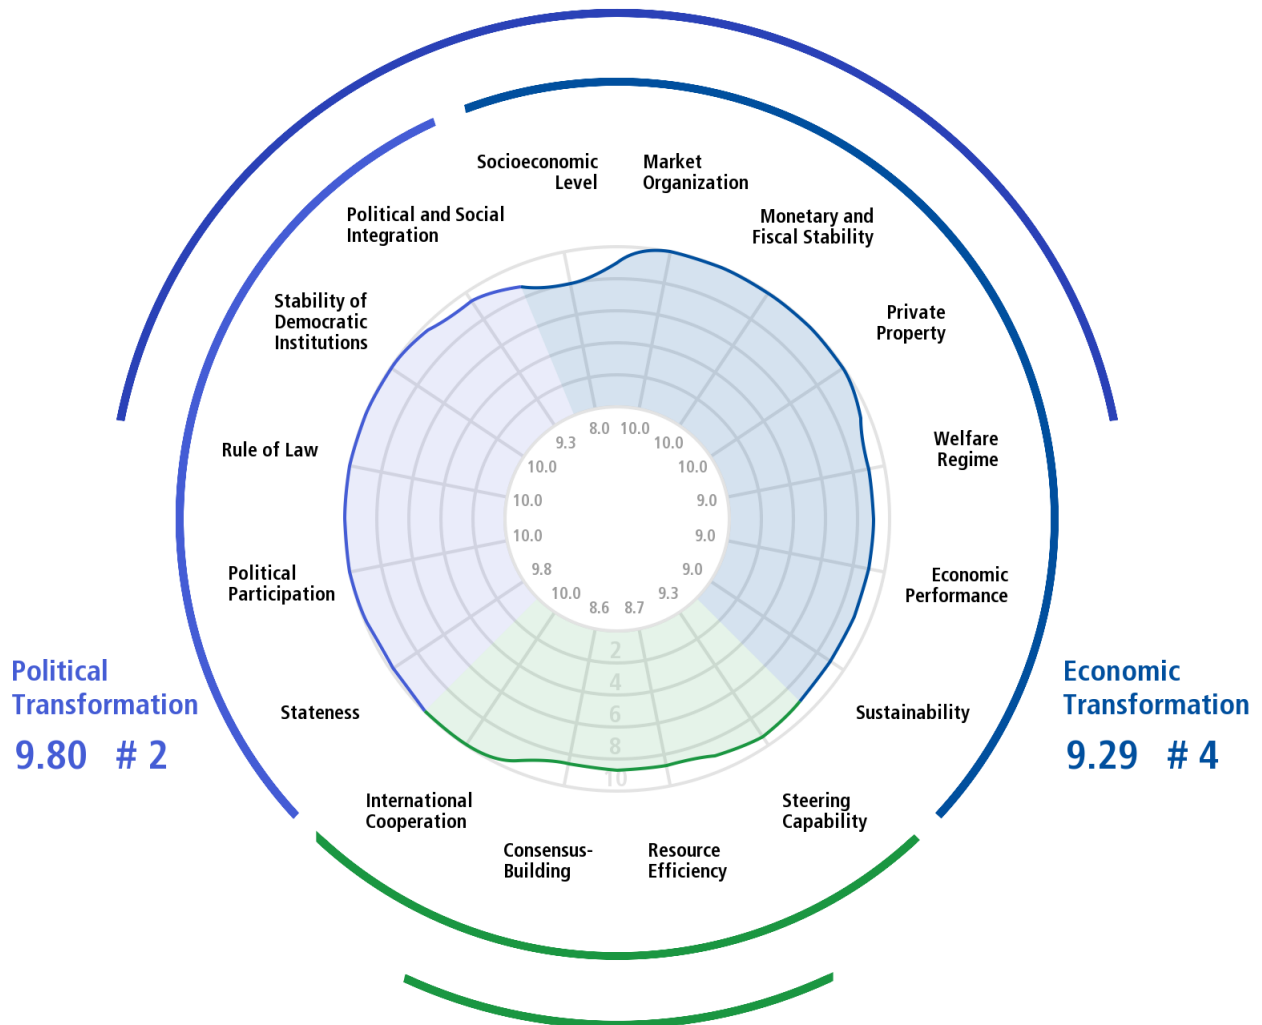 Socioeconomic
Level
Market
Organization
Political and Social
Integration
Monetary and
Fiscal Stability
Stability of
Democratic
Institutions
Private
Property
Rule of Law
Welfare
Regime
Political
Participation
Economic
Performance
Stateness
Sustainability
International
Cooperation
Steering
Capability
Consensus-
Building
Resource
Efficiency
8.0
10.0
9.3
10.0
10.0
10.0
10.0
9.0
10.0
9.0
9.8
9.0
10.0
9.3
8.6
8.7
2
4
6
8
10
Political
Transformation
9.80 # 2
Economic
Transformation
9.29 # 4